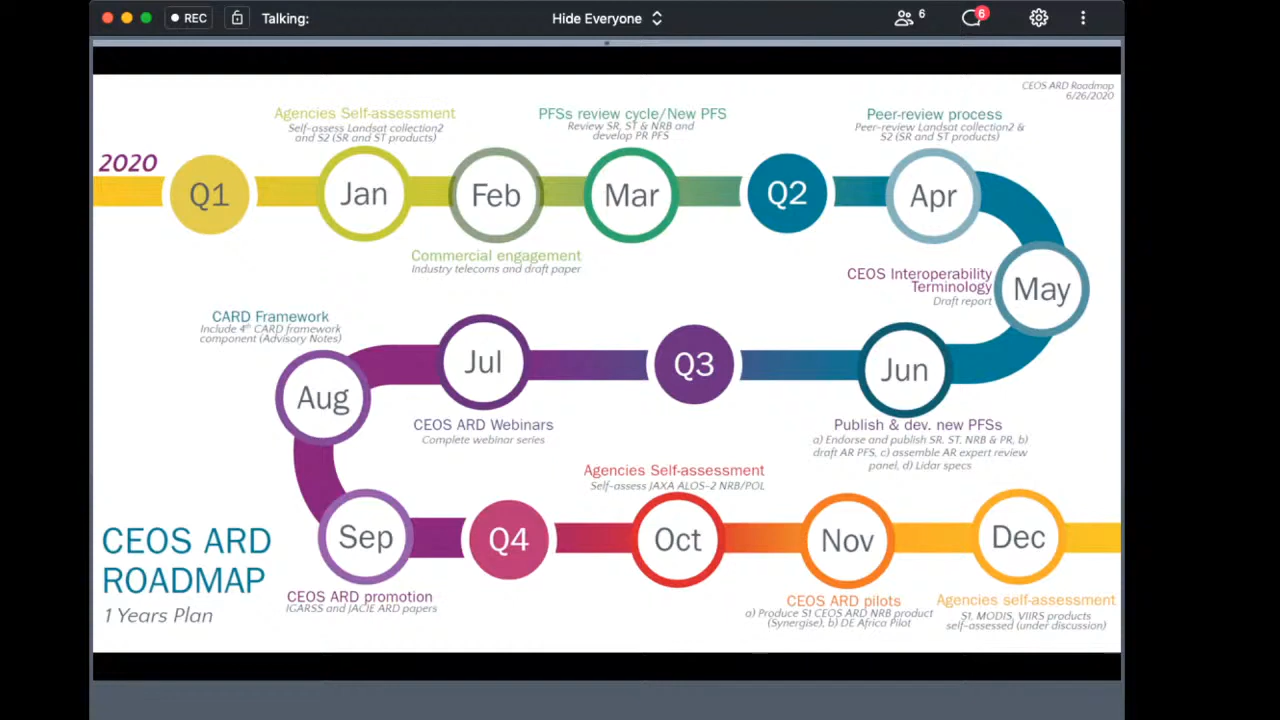 REC
Talking:
Hide Everyone
6
6
CEOS ARD Roadmap
6/26/2020
2020
Agencies Self-assessment
Self-assess Landsat collection2
and S2 (SR and ST products)
PFSs review cycle/New PFS
Review SR, ST & NRB and
develop PR PFS
Peer-review process
Peer-review Landsat collection2 &
S2 (SR and ST products)
Q1
Jan
Feb
Mar
Q2
Apr
Commercial engagement
Industry telecoms and draft paper
CEOS Interoperability
Terminology
Draft report
May
CARD Framework
Include 4th CARD framework
component (Advisory Notes)
Aug
Jul
Q3
Jun
CEOS ARD Webinars
Complete webinar series
Publish & dev. new PFSs
a) Endorse and publish SR, ST, NRB & PR, b)
draft AR PFS, c) assemble AR expert review
panel, d) Lidar specs
Agencies Self-assessment
Self-assess JAXA ALOS-2 NRB/POL
Sep
Q4
Oct
Nov
Dec
CEOS ARD
ROADMAP
1 Years Plan
CEOS ARD promotion
IGARSS and JACIE ARD papers
CEOS ARD pilots
a) Produce S1 CEOS ARD NRB product
(Synergise), b) DE Africa Pilot
Agencies self-assessment
S1, MODIS, VIIRS products
self-assessed (under discussion)